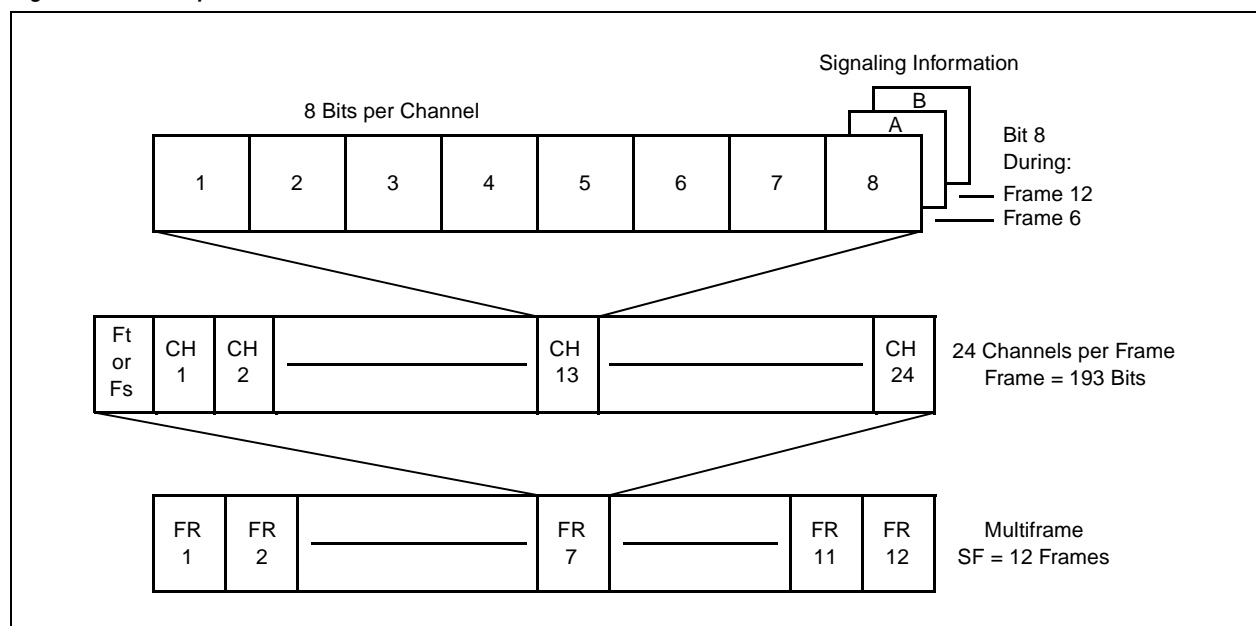 Signaling Information
8 Bits per Channel
B
A
Bit 8
During:
Frame 12
Frame 6
1 2 3 4 5 6 7 8
Ft
or
Fs
CH
1
CH
2
CH
13
CH
24
24 Channels per Frame
Frame = 193 Bits
FR
1
FR
2
FR
7
FR
11
FR
12
Multiframe
SF = 12 Frames